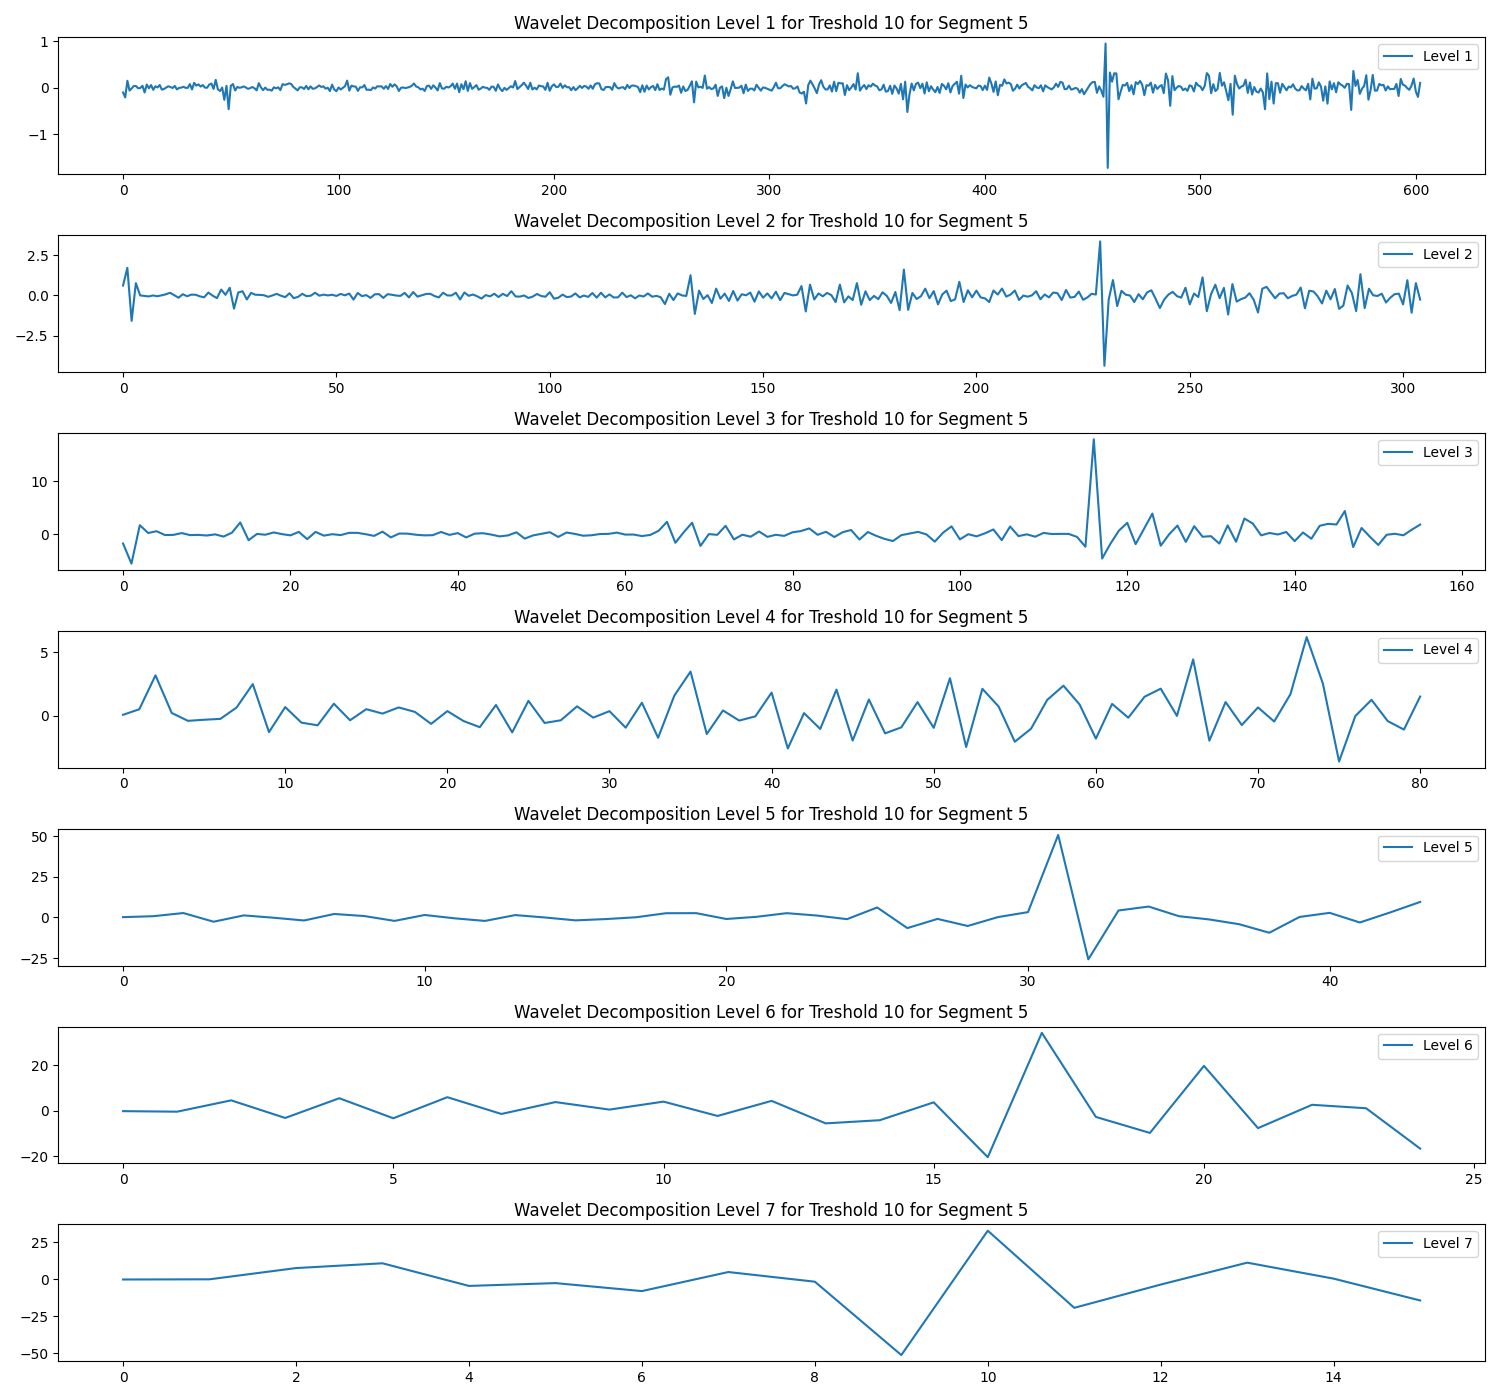 Wavelet Decomposition Level 1 for Treshold 10 for Segment 5
Level 1
1
0
−1
0 100 200 300 400 500 600
Wavelet Decomposition Level 2 for Treshold 10 for Segment 5
Level 2
2.5
0.0
−2.5
0 50 100 150 200 250 300
Wavelet Decomposition Level 3 for Treshold 10 for Segment 5
Level 3
10
0
0 20 40 60 80 100 120 140 160
Wavelet Decomposition Level 4 for Treshold 10 for Segment 5
Level 4
5
0
0 10 20 30 40 50 60 70 80
Wavelet Decomposition Level 5 for Treshold 10 for Segment 5
Level 5
50
25
0
−25
0 10 20 30 40
Wavelet Decomposition Level 6 for Treshold 10 for Segment 5
Level 6
20
0
−20
0 5 10 15 20 25
Wavelet Decomposition Level 7 for Treshold 10 for Segment 5
Level 7
25
0
−25
−50
0 2 4 6 8 10 12 14